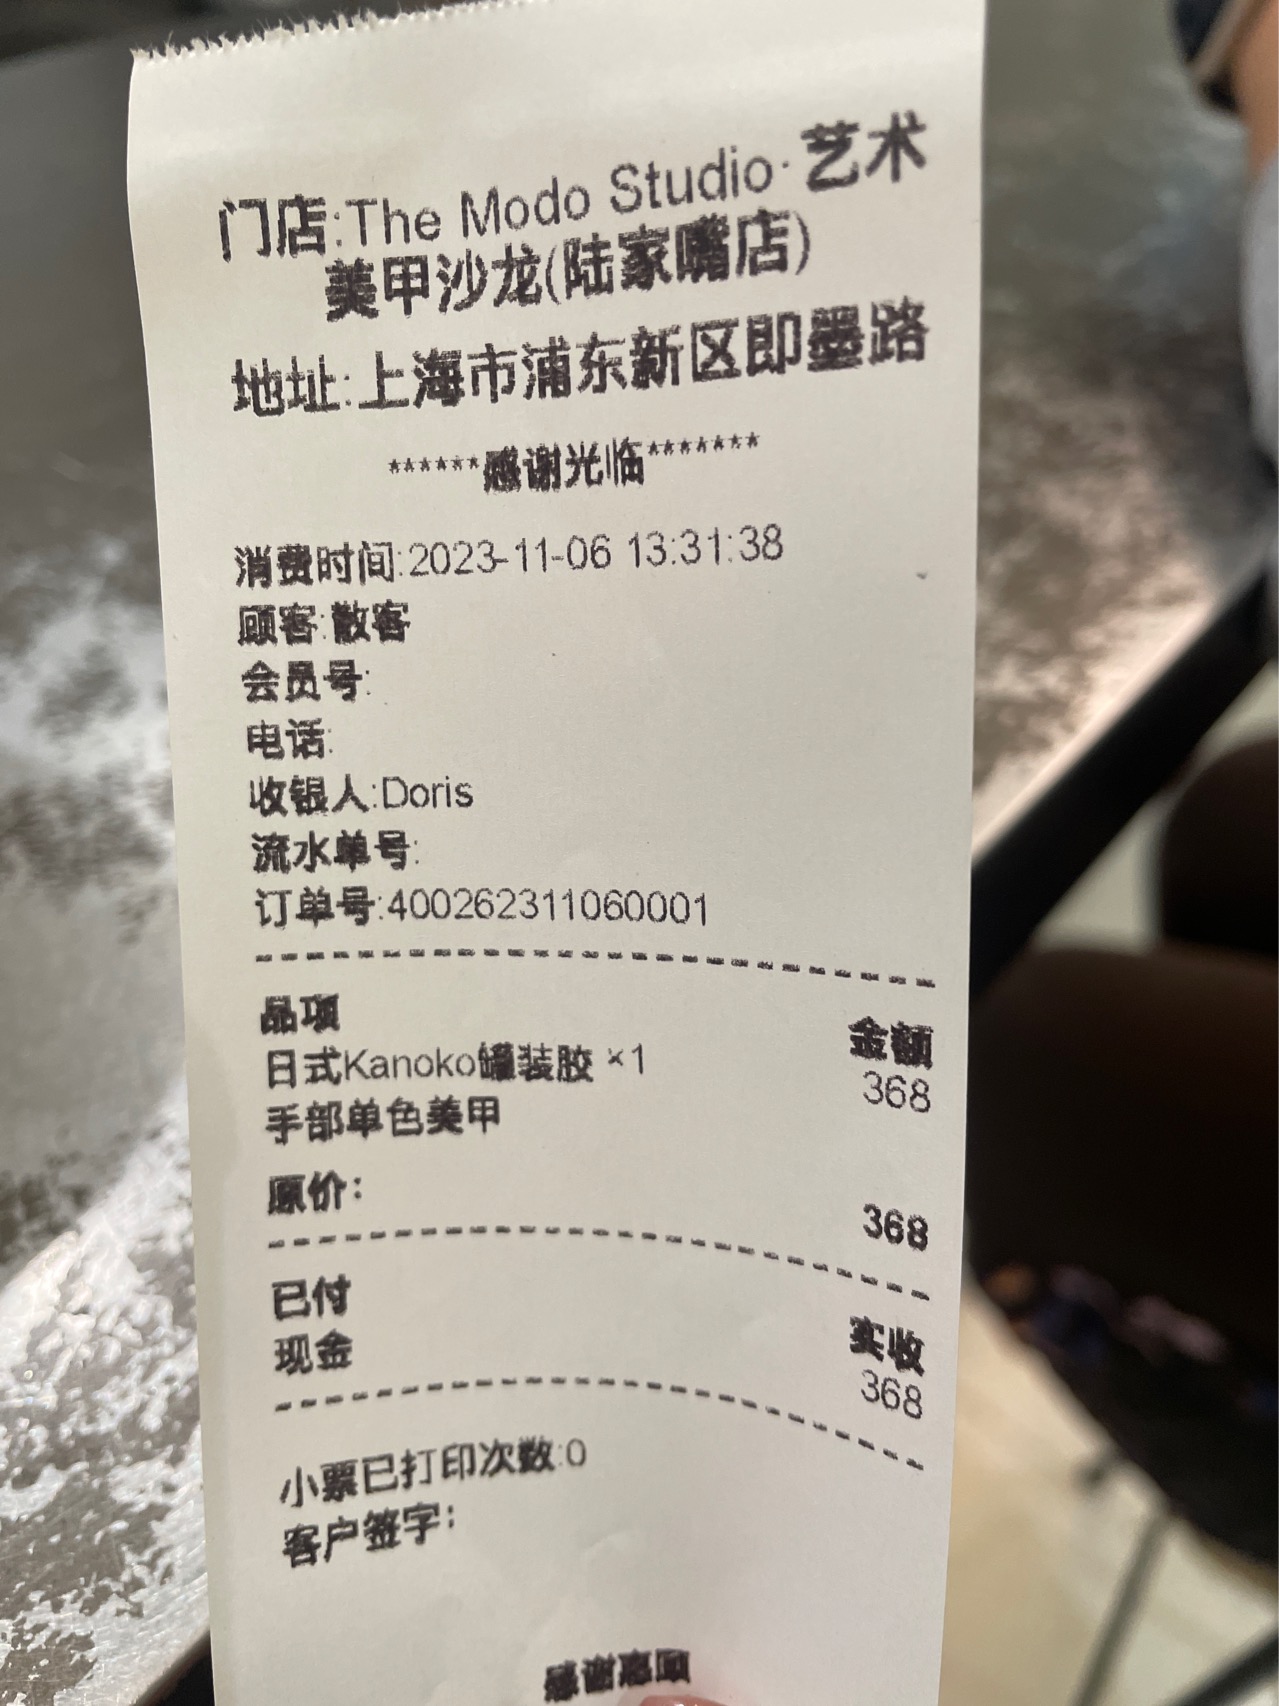 门店:The Modo Studio·艺术
美甲沙龙(陆家嘴店)
地址:上海市浦东新区即墨路
******感谢光临*******
消费时间:2023-11-06 13:31:38
顾客:散客
会员号:
电话:
收银人:Doris
流水单号:
订单号:400262311060001
品项 金额
日式Kanoko罐装胶 ×1 368
手部单色美甲
原价: 368
已付 实收
现金 368
小票已打印次数:0
客户签字:
感谢惠顾